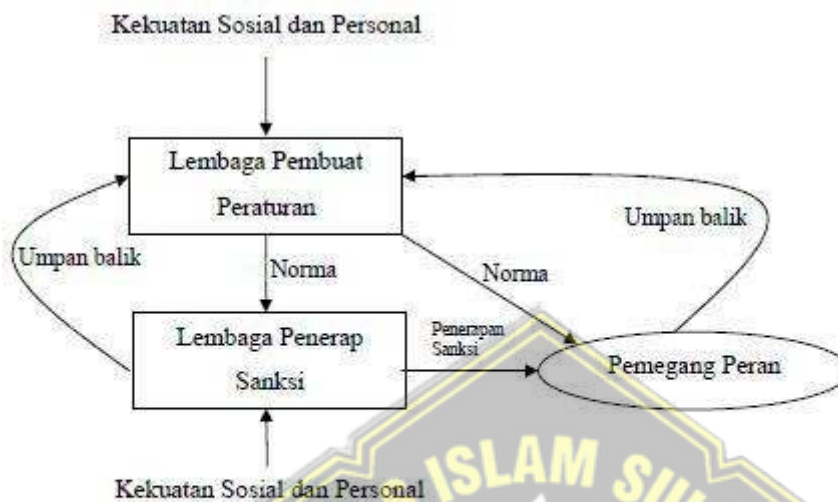 Kekuatan Sosial dan Personal
Lembaga Pembuat
Peraturan
Umpan balik
Umpan balik
Norma
Norma
Lembaga Penerap
Sanksi
Penerapan
Sanksi
Pemegang Peran
Kekuatan Sosial dan Personal
ISLAM